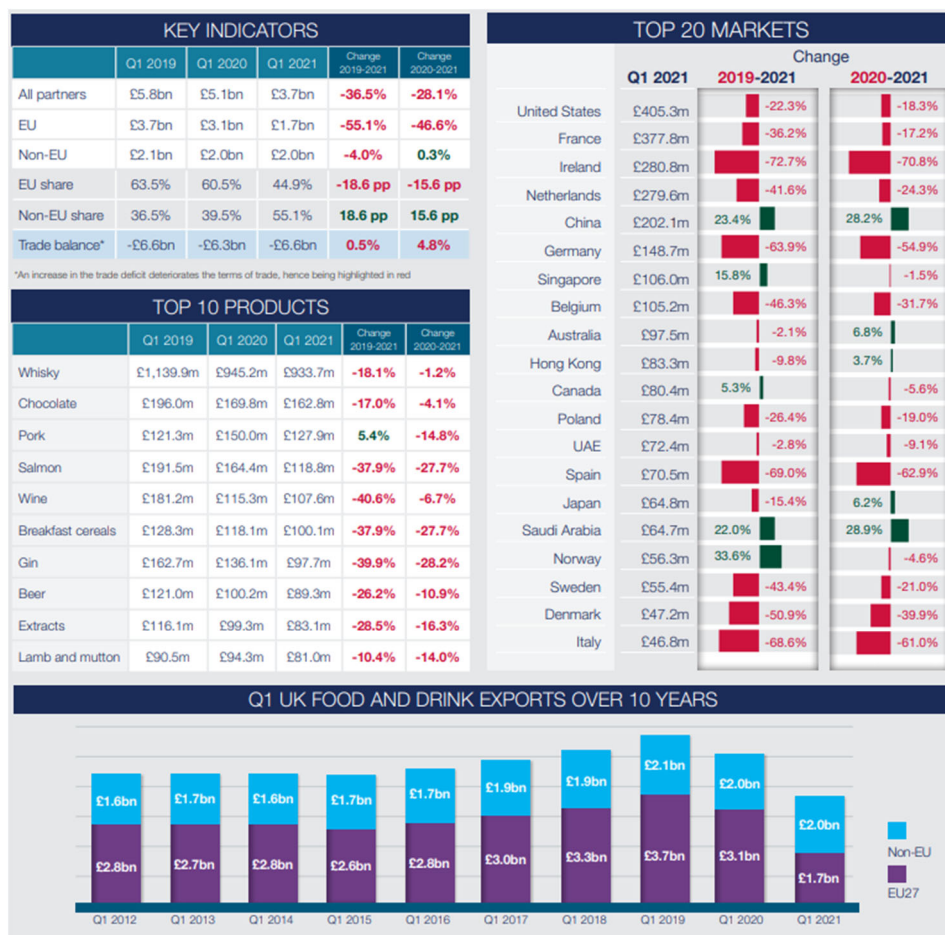 KEY INDICATORS
Q1 2019 Q1 2020 Q1 2021 Change 2019-2021 Change 2020-2021
All partners £5.8bn £5.1bn £3.7bn -36.5% -28.1%
EU £3.7bn £3.1bn £1.7bn -55.1% -46.6%
Non-EU £2.1bn £2.0bn £2.0bn -4.0% 0.3%
EU share 63.5% 60.5% 44.9% -18.6 pp -15.6 pp
Non-EU share 36.5% 39.5% 55.1% 18.6 pp 15.6 pp
Trade balance* -£6.6bn -£6.3bn -£6.6bn 0.5% 4.8%
*An increase in the trade deficit deteriorates the terms of trade, hence being highlighted in red
TOP 10 PRODUCTS
Q1 2019 Q1 2020 Q1 2021 Change 2019-2021 Change 2020-2021
Whisky £1,139.9m £945.2m £933.7m -18.1% -1.2%
Chocolate £196.0m £169.8m £162.8m -17.0% -4.1%
Pork £121.3m £150.0m £127.9m 5.4% -14.8%
Salmon £191.5m £164.4m £118.8m -37.9% -27.7%
Wine £181.2m £115.3m £107.6m -40.6% -6.7%
Breakfast cereals £128.3m £118.1m £100.1m -37.9% -27.7%
Gin £162.7m £136.1m £97.7m -39.9% -28.2%
Beer £121.0m £100.2m £89.3m -26.2% -10.9%
Extracts £116.1m £99.3m £83.1m -28.5% -16.3%
Lamb and mutton £90.5m £94.3m £81.0m -10.4% -14.0%
TOP 20 MARKETS
Change
Q1 2021 2019-2021 2020-2021
United States £405.3m -22.3% -18.3%
France £377.8m -36.2% -17.2%
Ireland £280.8m -72.7% -70.8%
Netherlands £279.6m -41.6% -24.3%
China £202.1m 23.4% 28.2%
Germany £148.7m -63.9% -54.9%
Singapore £106.0m 15.8% -1.5%
Belgium £105.2m -46.3% -31.7%
Australia £97.5m -2.1% 6.8%
Hong Kong £83.3m -9.8% 3.7%
Canada £80.4m 5.3% -5.6%
Poland £78.4m -26.4% -19.0%
UAE £72.4m -2.8% -9.1%
Spain £70.5m -69.0% -62.9%
Japan £64.8m -15.4% 6.2%
Saudi Arabia £64.7m 22.0% 28.9%
Norway £56.3m 33.6% -4.6%
Sweden £55.4m -43.4% -21.0%
Denmark £47.2m -50.9% -39.9%
Italy £46.8m -68.6% -61.0%
Q1 UK FOOD AND DRINK EXPORTS OVER 10 YEARS
£1.6bn £1.7bn £1.6bn £1.7bn £1.7bn £1.9bn £1.9bn £2.1bn £2.0bn £2.0bn
£2.8bn £2.7bn £2.8bn £2.6bn £2.8bn £3.0bn £3.3bn £3.7bn £3.1bn £1.7bn
Q1 2012 Q1 2013 Q1 2014 Q1 2015 Q1 2016 Q1 2017 Q1 2018 Q1 2019 Q1 2020 Q1 2021
Non-EU
EU27